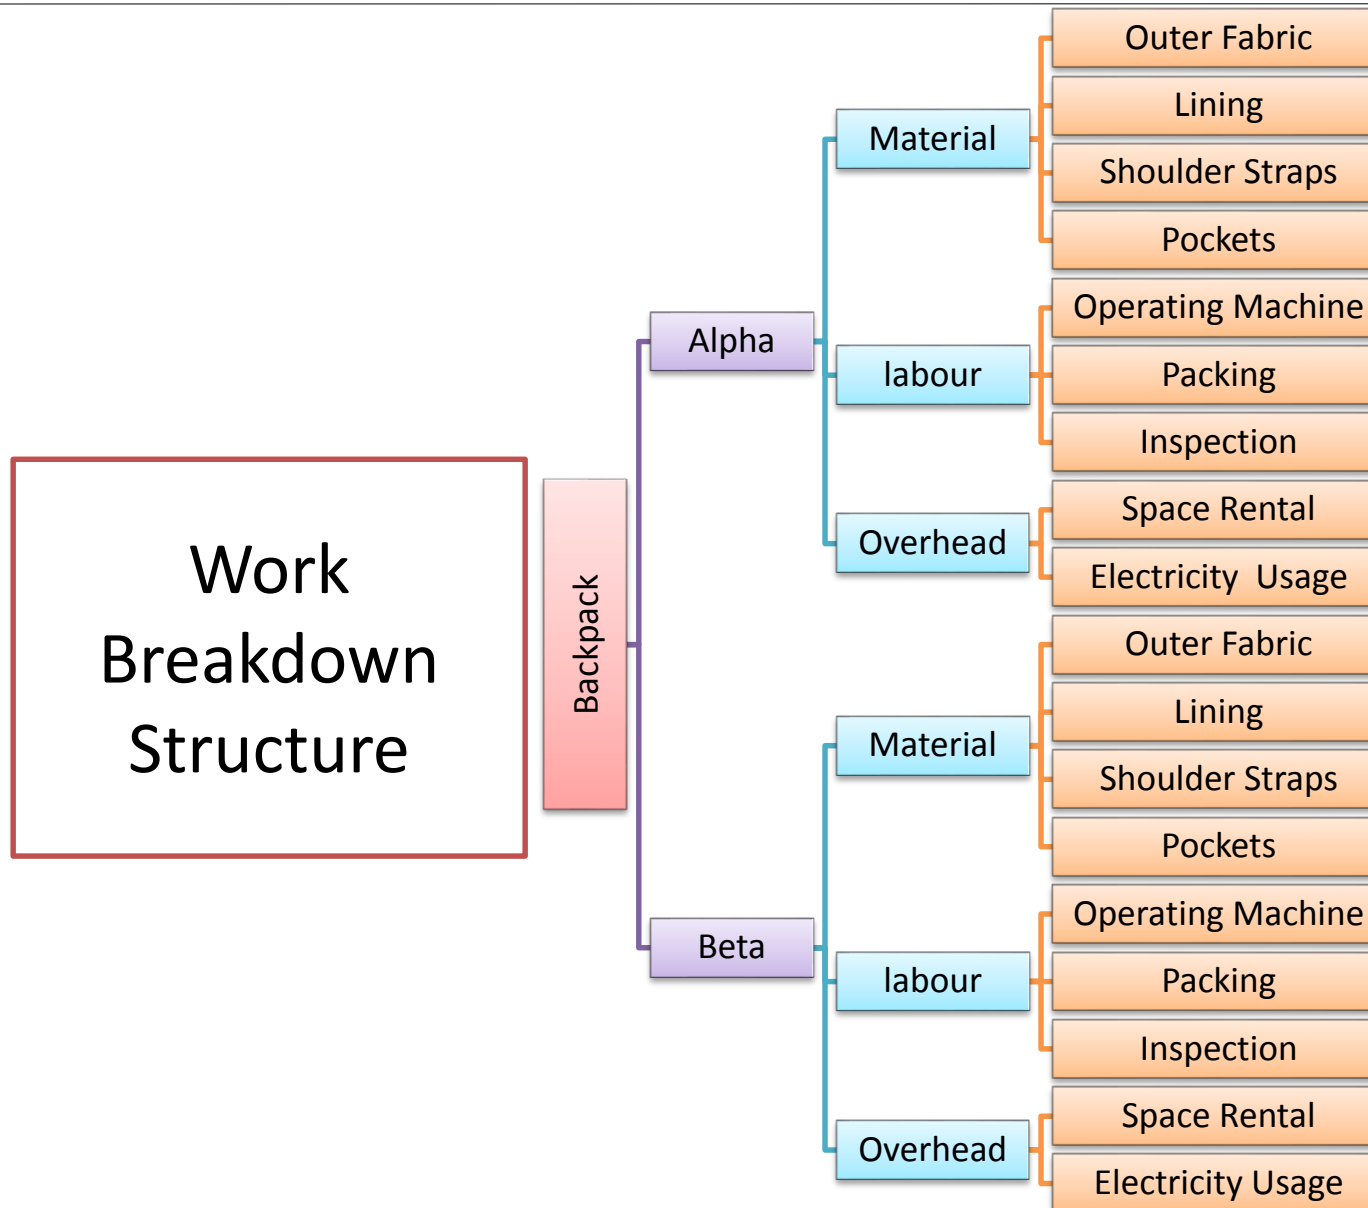 Work
Breakdown
Structure
Backpack
Alpha
Material
Outer Fabric
Lining
Shoulder Straps
Pockets
labour
Operating Machine
Packing
Inspection
Overhead
Space Rental
Electricity  Usage
Beta
Material
Outer Fabric
Lining
Shoulder Straps
Pockets
labour
Operating Machine
Packing
Inspection
Overhead
Space Rental
Electricity Usage